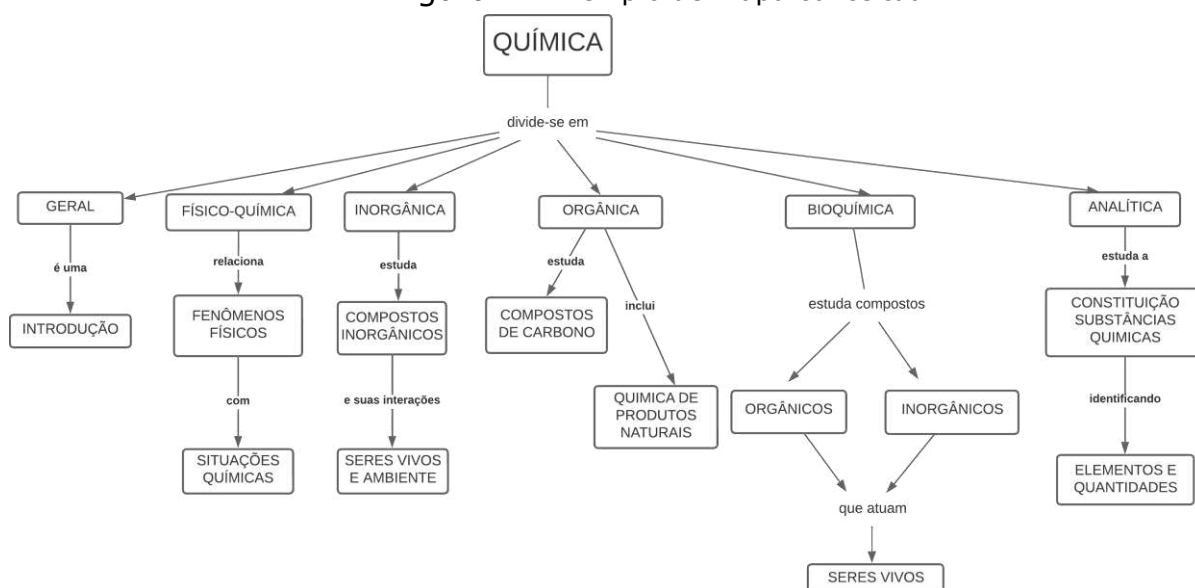 QUÍMICA
divide-se em
GERAL
FÍSICO-QUÍMICA
INORGÂNICA
ORGÂNICA
BIOQUÍMICA
ANALÍTICA
é uma
relaciona
estuda
estuda
inclui
estuda compostos
estuda a
INTRODUÇÃO
FENÔMENOS
FÍSICOS
COMPOSTOS
INORGÂNICOS
COMPOSTOS
DE CARBONO
CONSTITUIÇÃO
SUBSTÂNCIAS
QUIMICAS
com
e suas interações
QUIMICA DE
PRODUTOS
NATURAIS
ORGÂNICOS
INORGÂNICOS
identificando
SITUAÇÕES
QUÍMICAS
SERES VIVOS
E AMBIENTE
ELEMENTOS E
QUANTIDADES
que atuam
SERES VIVOS